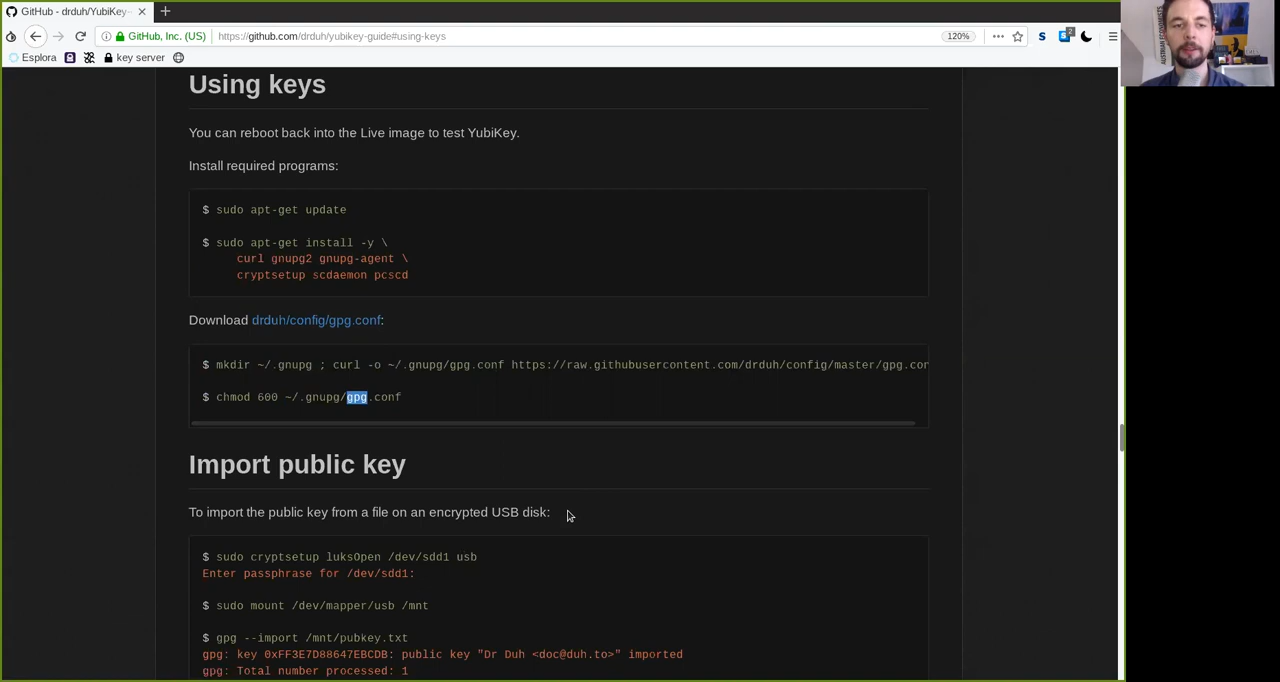 GitHub - drduh/YubiKey-
GitHub, Inc. (US)
https://github.com/drduh/yubikey-guide#using-keys
120%
S
2
Esplora
key server
AUSTRIAN ECONOMISTS
Using keys
You can reboot back into the Live image to test YubiKey.
Install required programs:
$ sudo apt-get update
$ sudo apt-get install -y \
curl gnupg2 gnupg-agent \
cryptsetup scdaemon pcscd
Download drduh/config/gpg.conf:
$ mkdir ~/.gnupg ; curl -o ~/.gnupg/gpg.conf https://raw.githubusercontent.com/drduh/config/master/gpg.con
$ chmod 600 ~/.gnupg/gpg.conf
Import public key
To import the public key from a file on an encrypted USB disk:
$ sudo cryptsetup luksOpen /dev/sdd1 usb
Enter passphrase for /dev/sdd1:
$ sudo mount /dev/mapper/usb /mnt
$ gpg --import /mnt/pubkey.txt
gpg: key 0xFF3E7D88647EBCDB: public key "Dr Duh <doc@duh.to>" imported
gpg: Total number processed: 1